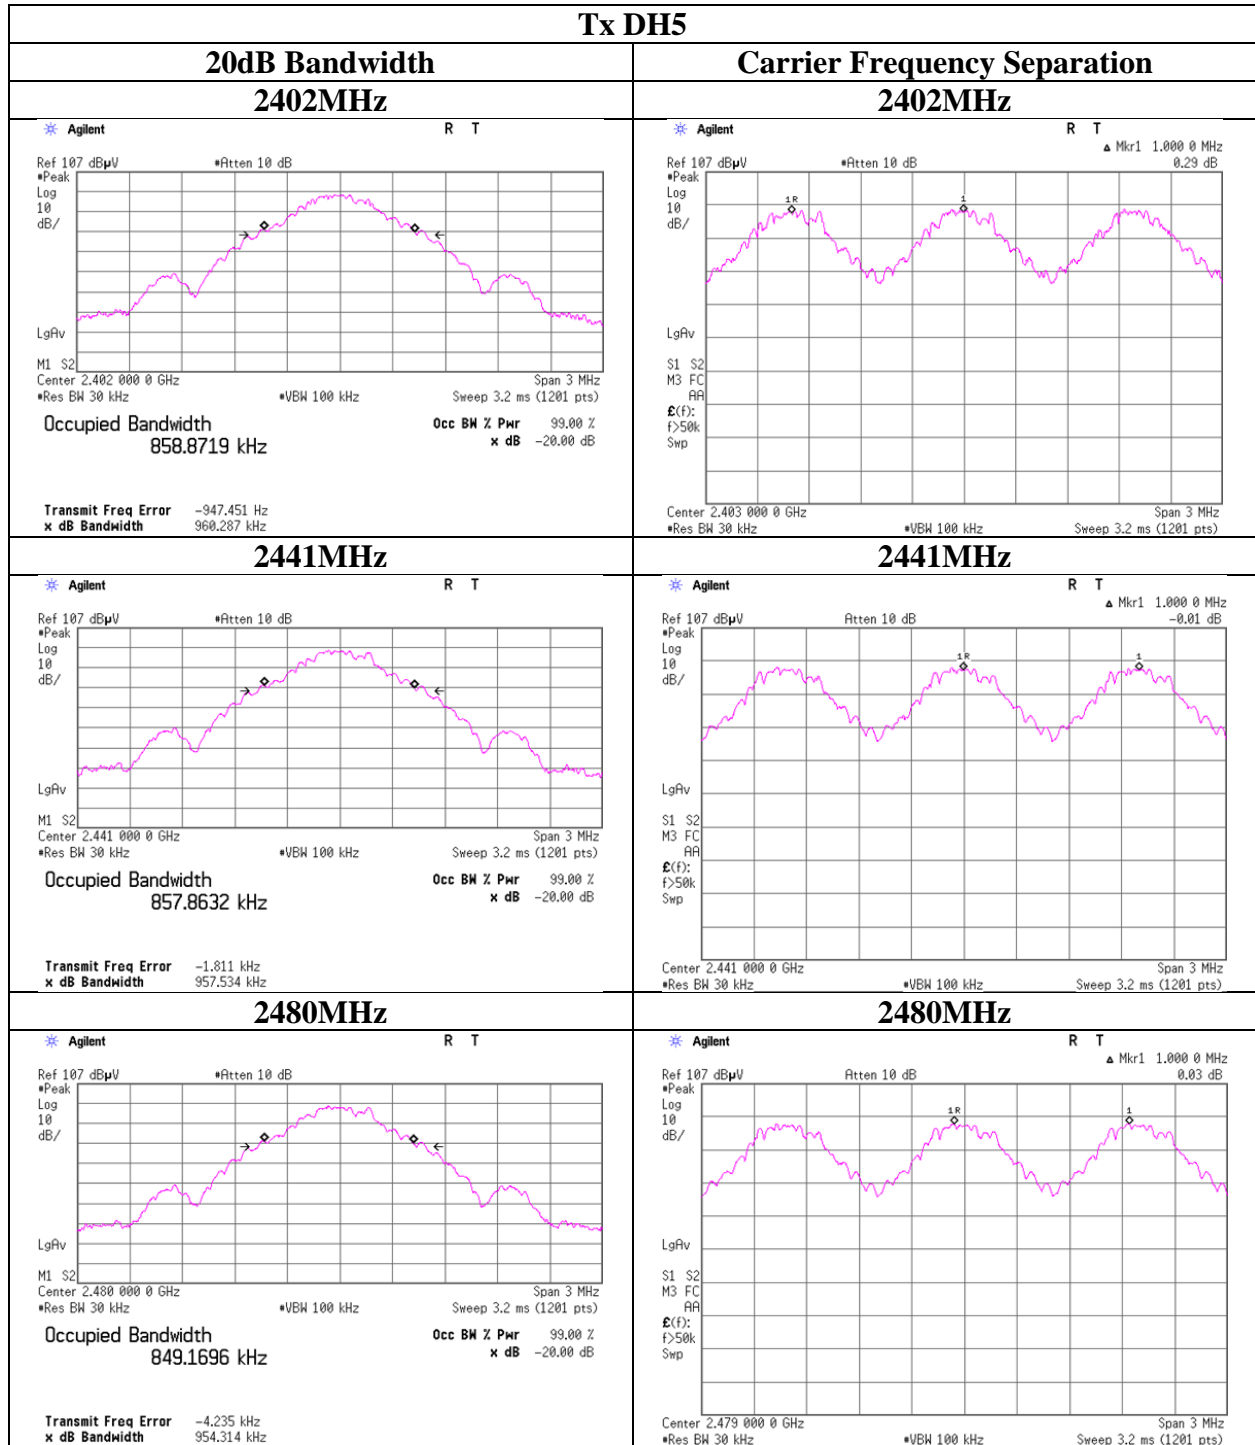 Tx DH5
20dB Bandwidth
Carrier Frequency Separation
2402MHz
2402MHz
Agilent
R T
Ref 107 dBµV
#Atten 10 dB
#Peak
Log
10
dB/
LgAv
M1 S2
Center 2.402 000 0 GHz
Span 3 MHz
#Res BW 30 kHz
#VBW 100 kHz
Sweep 3.2 ms (1201 pts)
Occupied Bandwidth
858.8719 kHz
Occ BW % Pwr 99.00 %
x dB -20.00 dB
Transmit Freq Error -947.451 Hz
x dB Bandwidth 960.287 kHz
Agilent
R T
Δ Mkr1 1.000 0 MHz
Ref 107 dBµV
#Atten 10 dB
0.29 dB
#Peak
Log
10
dB/
1R
1
LgAv
S1 S2
M3 FC
AA
£(f):
f>50k
Swp
Center 2.403 000 0 GHz
Span 3 MHz
#Res BW 30 kHz
#VBW 100 kHz
Sweep 3.2 ms (1201 pts)
2441MHz
2441MHz
Agilent
R T
Ref 107 dBµV
#Atten 10 dB
#Peak
Log
10
dB/
LgAv
M1 S2
Center 2.441 000 0 GHz
Span 3 MHz
#Res BW 30 kHz
#VBW 100 kHz
Sweep 3.2 ms (1201 pts)
Occupied Bandwidth
857.8632 kHz
Occ BW % Pwr 99.00 %
x dB -20.00 dB
Transmit Freq Error -1.811 kHz
x dB Bandwidth 957.534 kHz
Agilent
R T
Δ Mkr1 1.000 0 MHz
Ref 107 dBµV
Atten 10 dB
-0.01 dB
#Peak
Log
10
dB/
1R
1
LgAv
S1 S2
M3 FC
AA
£(f):
f>50k
Swp
Center 2.441 000 0 GHz
Span 3 MHz
#Res BW 30 kHz
#VBW 100 kHz
Sweep 3.2 ms (1201 pts)
2480MHz
2480MHz
Agilent
R T
Ref 107 dBµV
#Atten 10 dB
#Peak
Log
10
dB/
LgAv
M1 S2
Center 2.480 000 0 GHz
Span 3 MHz
#Res BW 30 kHz
#VBW 100 kHz
Sweep 3.2 ms (1201 pts)
Occupied Bandwidth
849.1696 kHz
Occ BW % Pwr 99.00 %
x dB -20.00 dB
Transmit Freq Error -4.235 kHz
x dB Bandwidth 954.314 kHz
Agilent
R T
Δ Mkr1 1.000 0 MHz
Ref 107 dBµV
Atten 10 dB
0.03 dB
#Peak
Log
10
dB/
1R
1
LgAv
S1 S2
M3 FC
AA
£(f):
f>50k
Swp
Center 2.479 000 0 GHz
Span 3 MHz
#Res BW 30 kHz
#VBW 100 kHz
Sweep 3.2 ms (1201 pts)